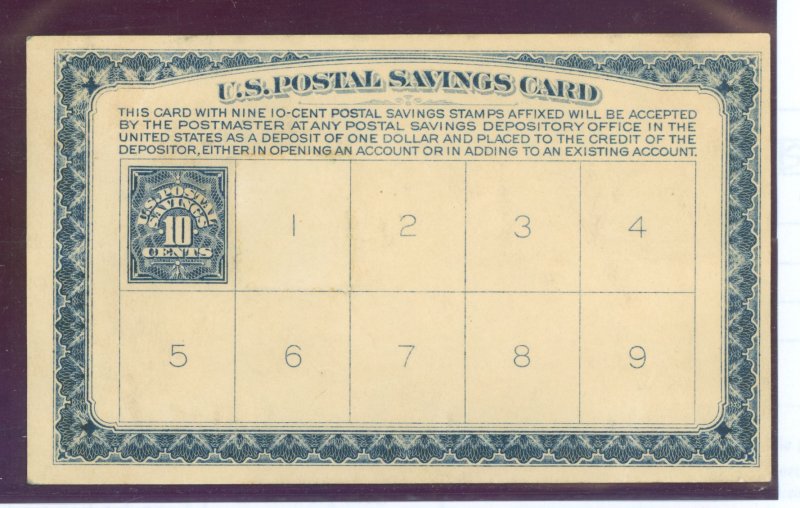 U.S. POSTAL SAVINGS CARD
THIS CARD WITH NINE 10-CENT POSTAL SAVINGS STAMPS AFFIXED WILL BE ACCEPTED
BY THE POSTMASTER AT ANY POSTAL SAVINGS DEPOSITORY OFFICE IN THE
UNITED STATES AS A DEPOSIT OF ONE DOLLAR AND PLACED TO THE CREDIT OF THE
DEPOSITOR, EITHER IN OPENING AN ACCOUNT OR IN ADDING TO AN EXISTING ACCOUNT.
U.S. POSTAL
SAVINGS
10
CENTS
1 2 3 4
5 6 7 8 9